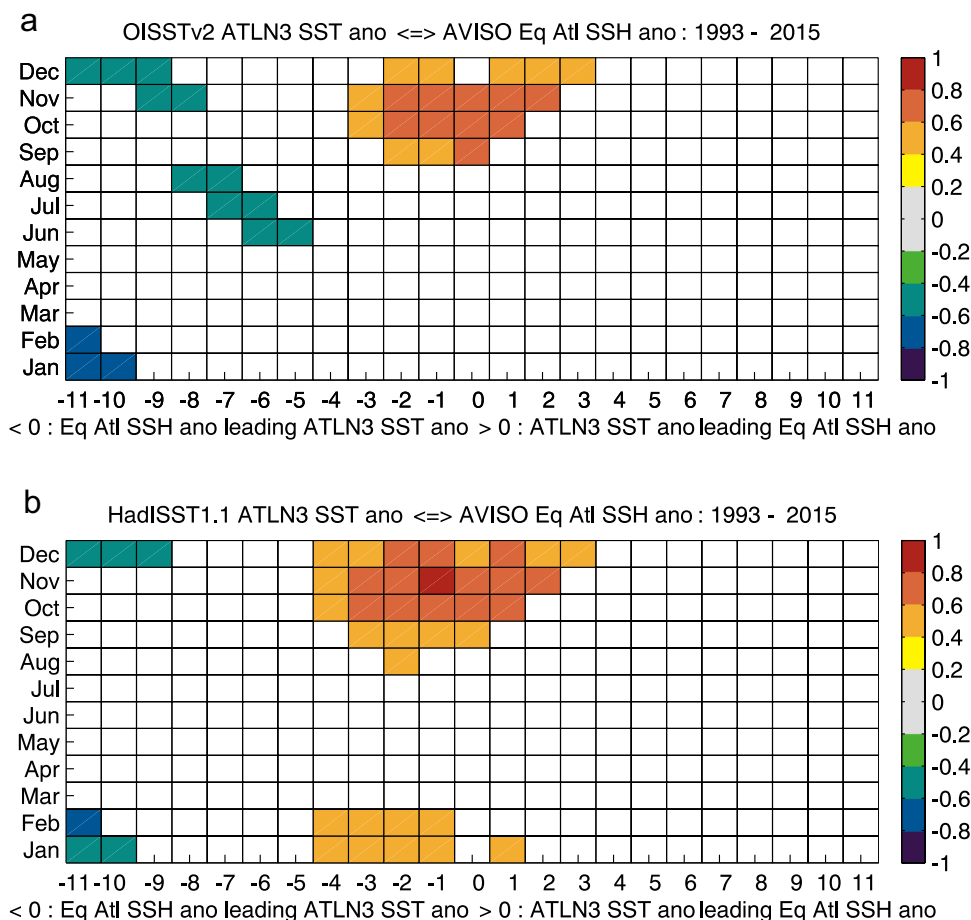 a
OISSTv2 ATLN3 SST ano <=> AVISO Eq Atl SSH ano : 1993 - 2015
Dec
Nov
Oct
Sep
Aug
Jul
Jun
May
Apr
Mar
Feb
Jan
-11 -10 -9 -8 -7 -6 -5 -4 -3 -2 -1 0 1 2 3 4 5 6 7 8 9 10 11
< 0 : Eq Atl SSH ano leading ATLN3 SST ano > 0 : ATLN3 SST ano leading Eq Atl SSH ano
1
0.8
0.6
0.4
0.2
0
-0.2
-0.4
-0.6
-0.8
-1
b
HadISST1.1 ATLN3 SST ano <=> AVISO Eq Atl SSH ano : 1993 - 2015
Dec
Nov
Oct
Sep
Aug
Jul
Jun
May
Apr
Mar
Feb
Jan
-11 -10 -9 -8 -7 -6 -5 -4 -3 -2 -1 0 1 2 3 4 5 6 7 8 9 10 11
< 0 : Eq Atl SSH ano leading ATLN3 SST ano > 0 : ATLN3 SST ano leading Eq Atl SSH ano
1
0.8
0.6
0.4
0.2
0
-0.2
-0.4
-0.6
-0.8
-1